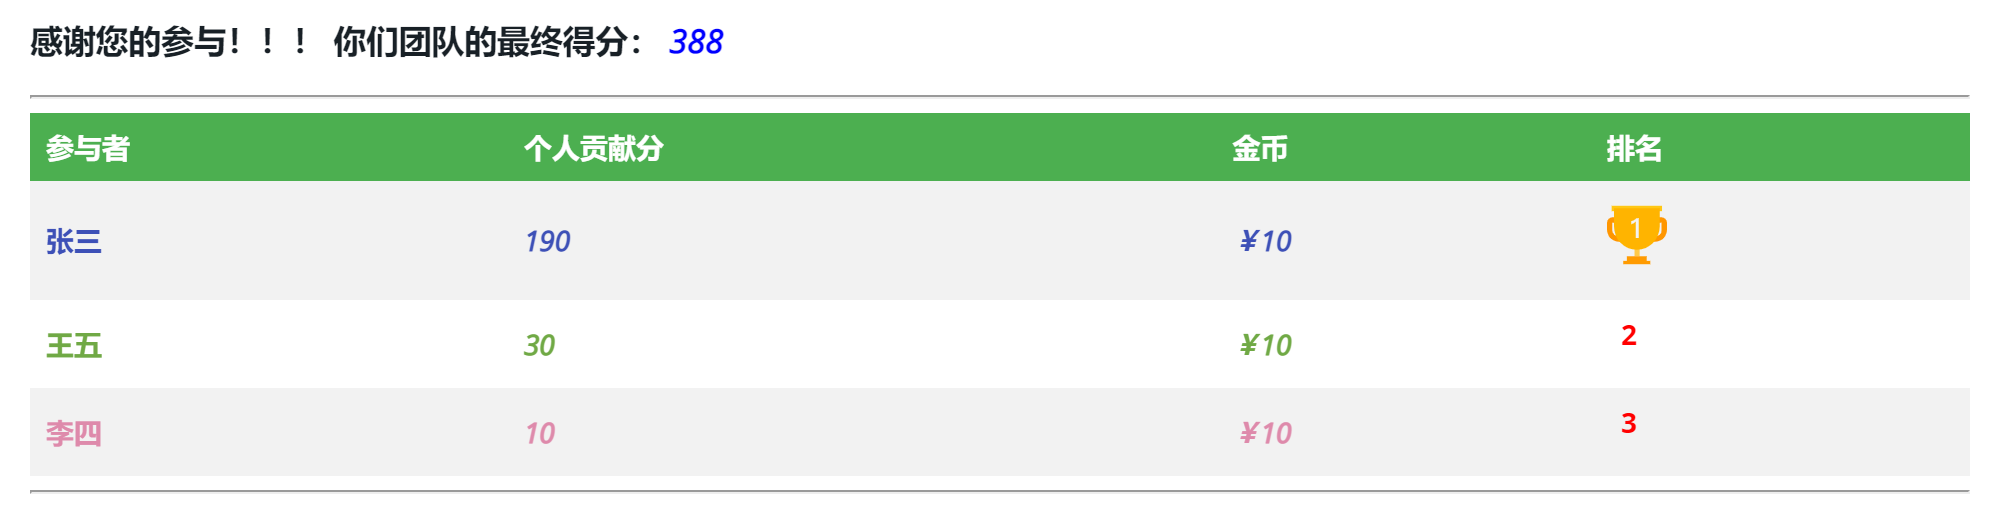 感谢您的参与！！！ 你们团队的最终得分： 388
参与者 个人贡献分 金币 排名
张三 190 ¥10 1
王五 30 ¥10 2
李四 10 ¥10 3